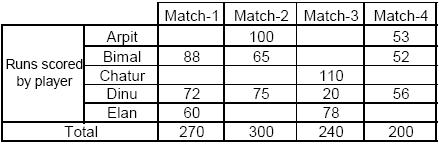 Match-1 Match-2 Match-3 Match-4
Runs scored by player
Arpit 100 53
Bimal 88 65 52
Chatur 110
Dinu 72 75 20 56
Elan 60 78
Total 270 300 240 200